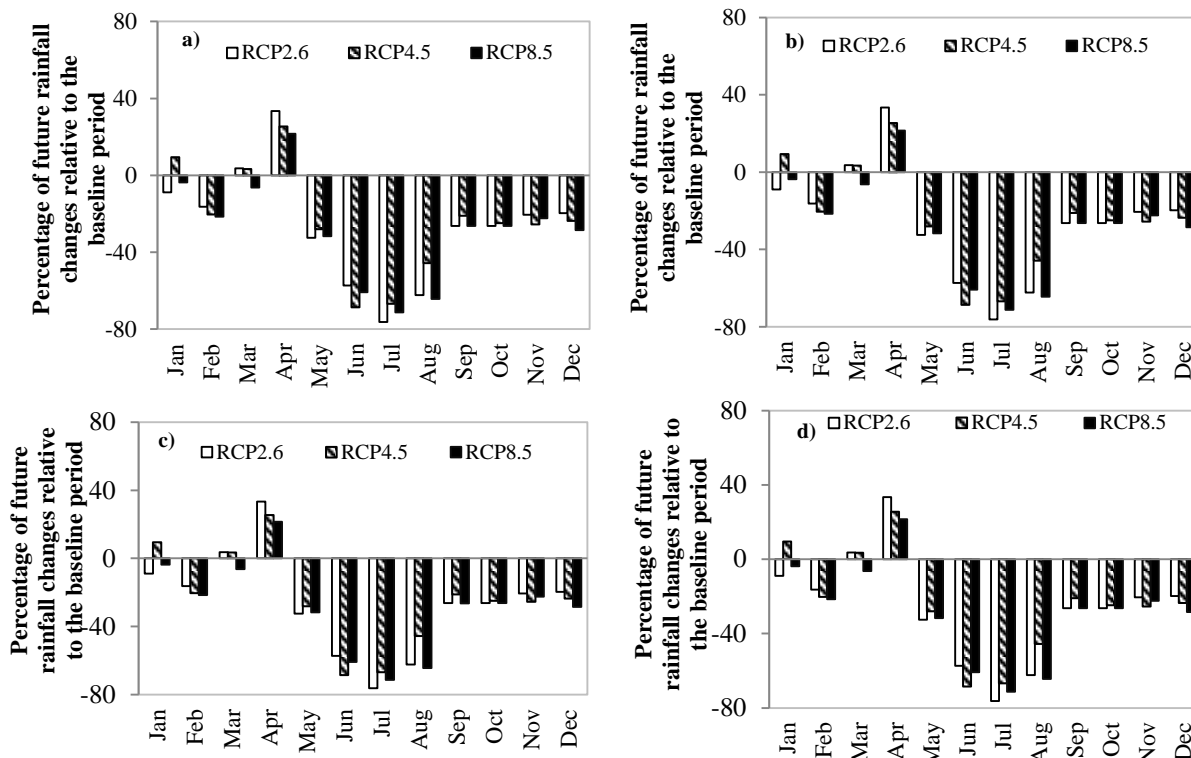 Percentage of future rainfall
changes relative to the
baseline period
80
40
0
-40
-80
a)
RCP2.6 RCP4.5 RCP8.5
Jan Feb Mar Apr May Jun Jul Aug Sep Oct Nov Dec
Percentage of future rainfall
changes relative to the
baseline period
80
40
0
-40
-80
b)
RCP2.6 RCP4.5 RCP8.5
Jan Feb Mar Apr May Jun Jul Aug Sep Oct Nov Dec
Percentage of future
rainfall changes relative
to the baseline period
80
40
0
-40
-80
c)
RCP2.6 RCP4.5 RCP8.5
Jan Feb Mar Apr May Jun Jul Aug Sep Oct Nov Dec
Percentage of future
rainfall changes relative to
the baseline period
80
40
0
-40
-80
d)
RCP2.6 RCP4.5 RCP8.5
Jan Feb Mar Apr May Jun Jul Aug Sep Oct Nov Dec